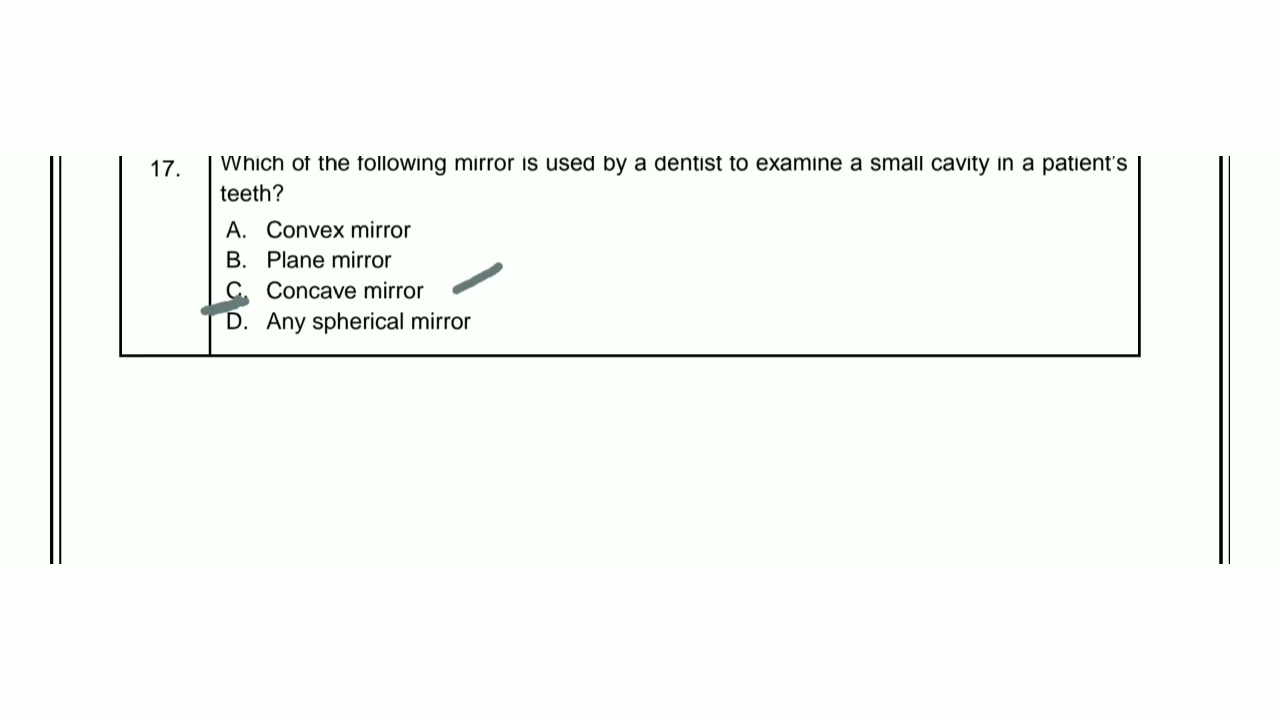 17. Which of the following mirror is used by a dentist to examine a small cavity in a patient's
teeth?
A. Convex mirror
B. Plane mirror
C. Concave mirror
D. Any spherical mirror